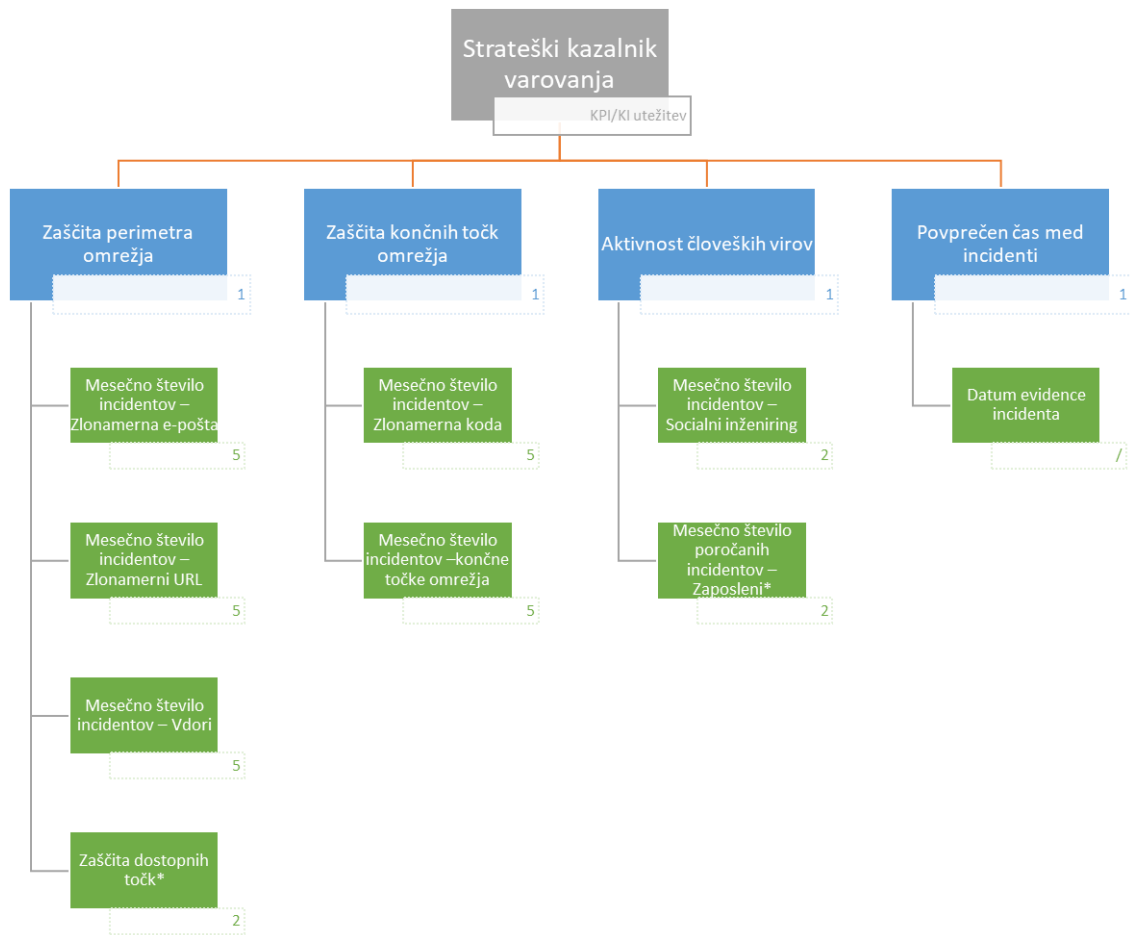 Strateški kazalnik
varovanja
KPI/KI utežitev
Zaščita perimetra
omrežja
1
Zaščita končnih točk
omrežja
1
Aktivnost človeških virov
1
Povprečen čas med
incidenti
1
Mesečno število
incidentov –
Zlonamerna e-pošta
5
Mesečno število
incidentov –
Zlonamerna koda
5
Mesečno število
incidentov –
Socialni inženiring
2
Datum evidence
incidenta
/
Mesečno število
incidentov –
Zlonamerni URL
5
Mesečno število
incidentov –končne
točke omrežja
5
Mesečno število
poročanih
incidentov –
Zaposleni*
2
Mesečno število
incidentov – Vdori
5
Zaščita dostopnih
točk*
2